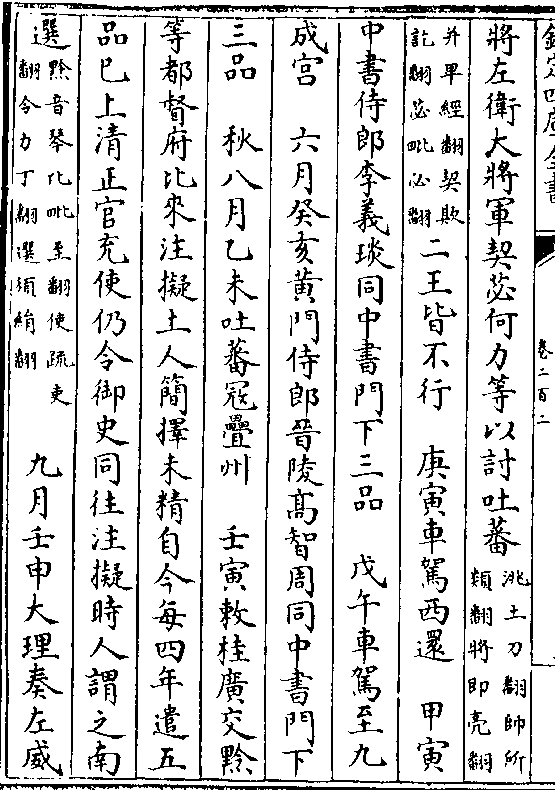 欽定四庫全書
卷二百二
將左衛大將軍契苾何力等以討吐蕃洮土刀翻帥所類翻將即亮翻
并畢經翻契欺訖翻苾毗必翻二王皆不行　庚寅車駕西還　甲寅
中書侍郎李義琰同中書門下三品　戊午車駕至九
成宮　六月癸亥黃門侍郎晉陵高智周同中書門下
三品　秋八月乙未吐蕃寇疊州　壬寅敕桂廣交黔
等都督府比來注擬土人簡擇未精自今每四年遣五
品已上清正官充使仍令御史同往注擬時人謂之南
選黔音琴比毗至翻使疏吏翻令力丁翻選須絹翻　九月壬申大理奏左威